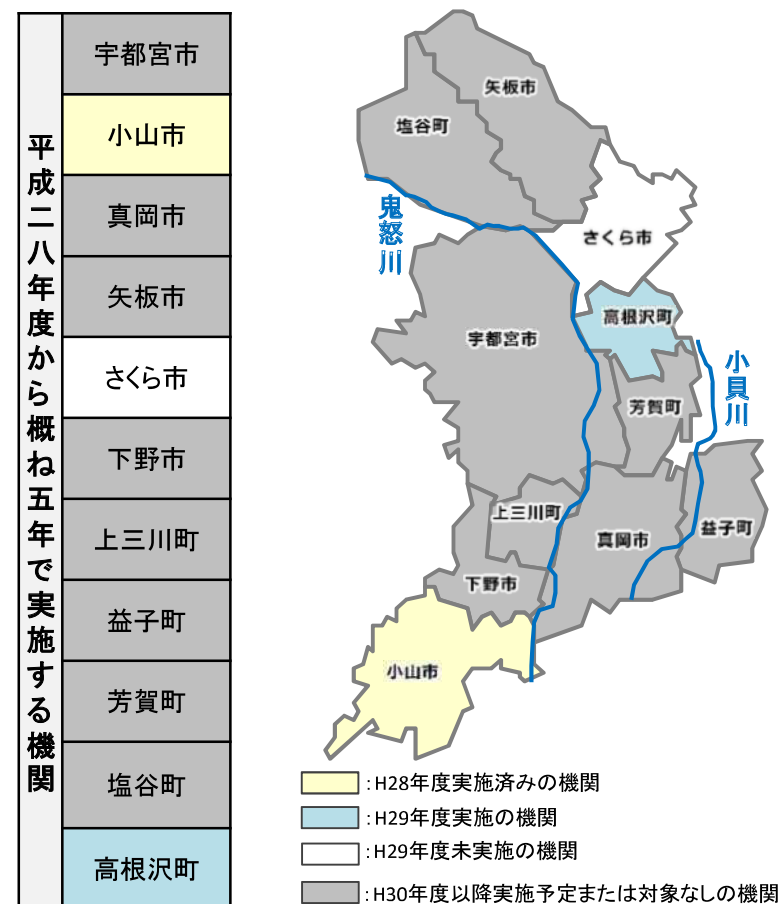 平成二八年度から概ね五年で実施する機関
宇都宮市
小山市
真岡市
矢板市
さくら市
下野市
上三川町
益子町
芳賀町
塩谷町
高根沢町
矢板市
塩谷町
鬼怒川
さくら市
高根沢町
宇都宮市
小貝川
芳賀町
上三川町
益子町
真岡市
下野市
小山市
：H28年度実施済みの機関
：H29年度実施の機関
：H29年度未実施の機関
：H30年度以降実施予定または対象なしの機関